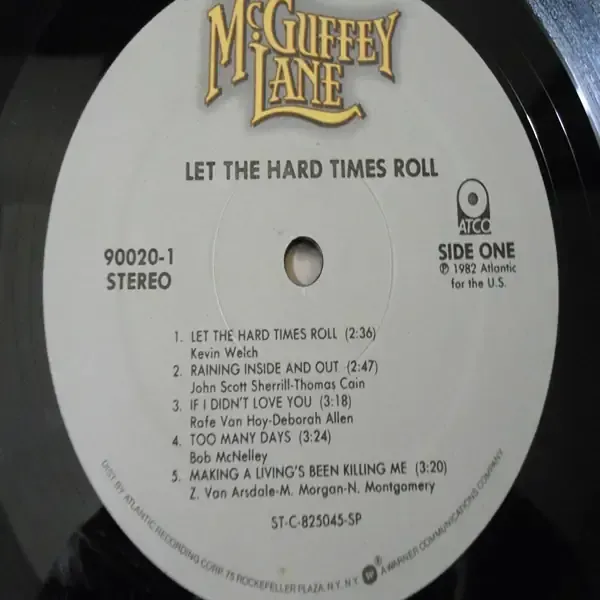 McGUFFEY
LANE
LET THE HARD TIMES ROLL
ATCO
90020-1
STEREO
SIDE ONE
℗ 1982 Atlantic
for the U.S.
1. LET THE HARD TIMES ROLL (2:36)
Kevin Welch
2. RAINING INSIDE AND OUT (2:47)
John Scott Sherrill-Thomas Cain
3. IF I DIDN'T LOVE YOU (3:18)
Rafe Van Hoy-Deborah Allen
4. TOO MANY DAYS (3:24)
Bob McNelley
5. MAKING A LIVING'S BEEN KILLING ME (3:20)
Z. Van Arsdale-M. Morgan-N. Montgomery
ST-C-825045-SP
DIST. BY ATLANTIC RECORDING CORP. 75 ROCKEFELLER PLAZA, N.Y. N.Y. ® A WARNER COMMUNICATIONS COMPANY